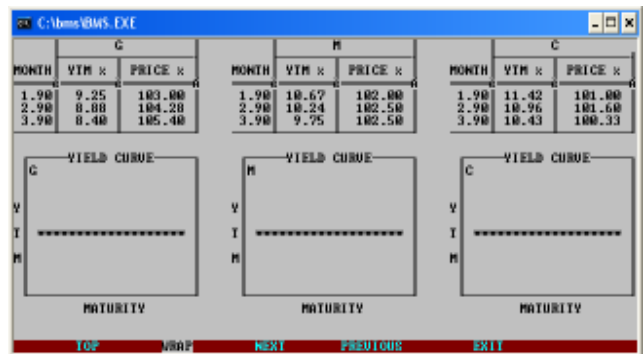 C:\bms\BMS.EXE
G M C
MONTH YTM % PRICE % MONTH YTM % PRICE % MONTH YTM % PRICE %
1.90 9.25 103.00 1.90 10.67 102.00 1.90 11.42 101.00
2.90 8.88 104.28 2.90 10.24 102.50 2.90 10.96 101.60
3.90 8.40 105.40 3.90 9.75 102.50 3.90 10.43 100.33
YIELD CURVE YIELD CURVE YIELD CURVE
G M C
Y Y Y
T T T
M M M
MATURITY MATURITY MATURITY
TOP WRAP NEXT PREVIOUS EXIT